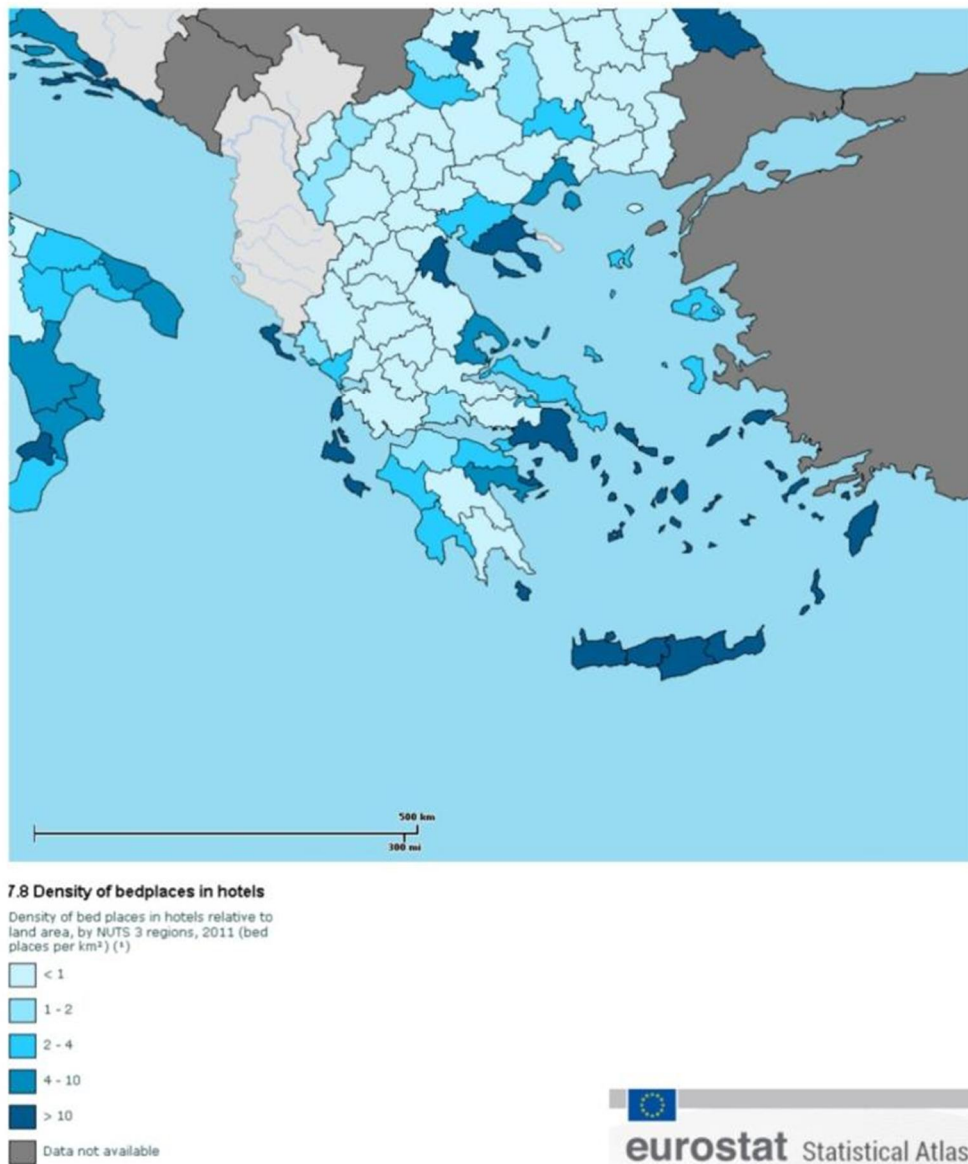 500 km
300 mi
7.8 Density of bedplaces in hotels
Density of bed places in hotels relative to
land area, by NUTS 3 regions, 2011 (bed
places per km²) (¹)
< 1
1 - 2
2 - 4
4 - 10
> 10
Data not available
eurostat Statistical Atlas